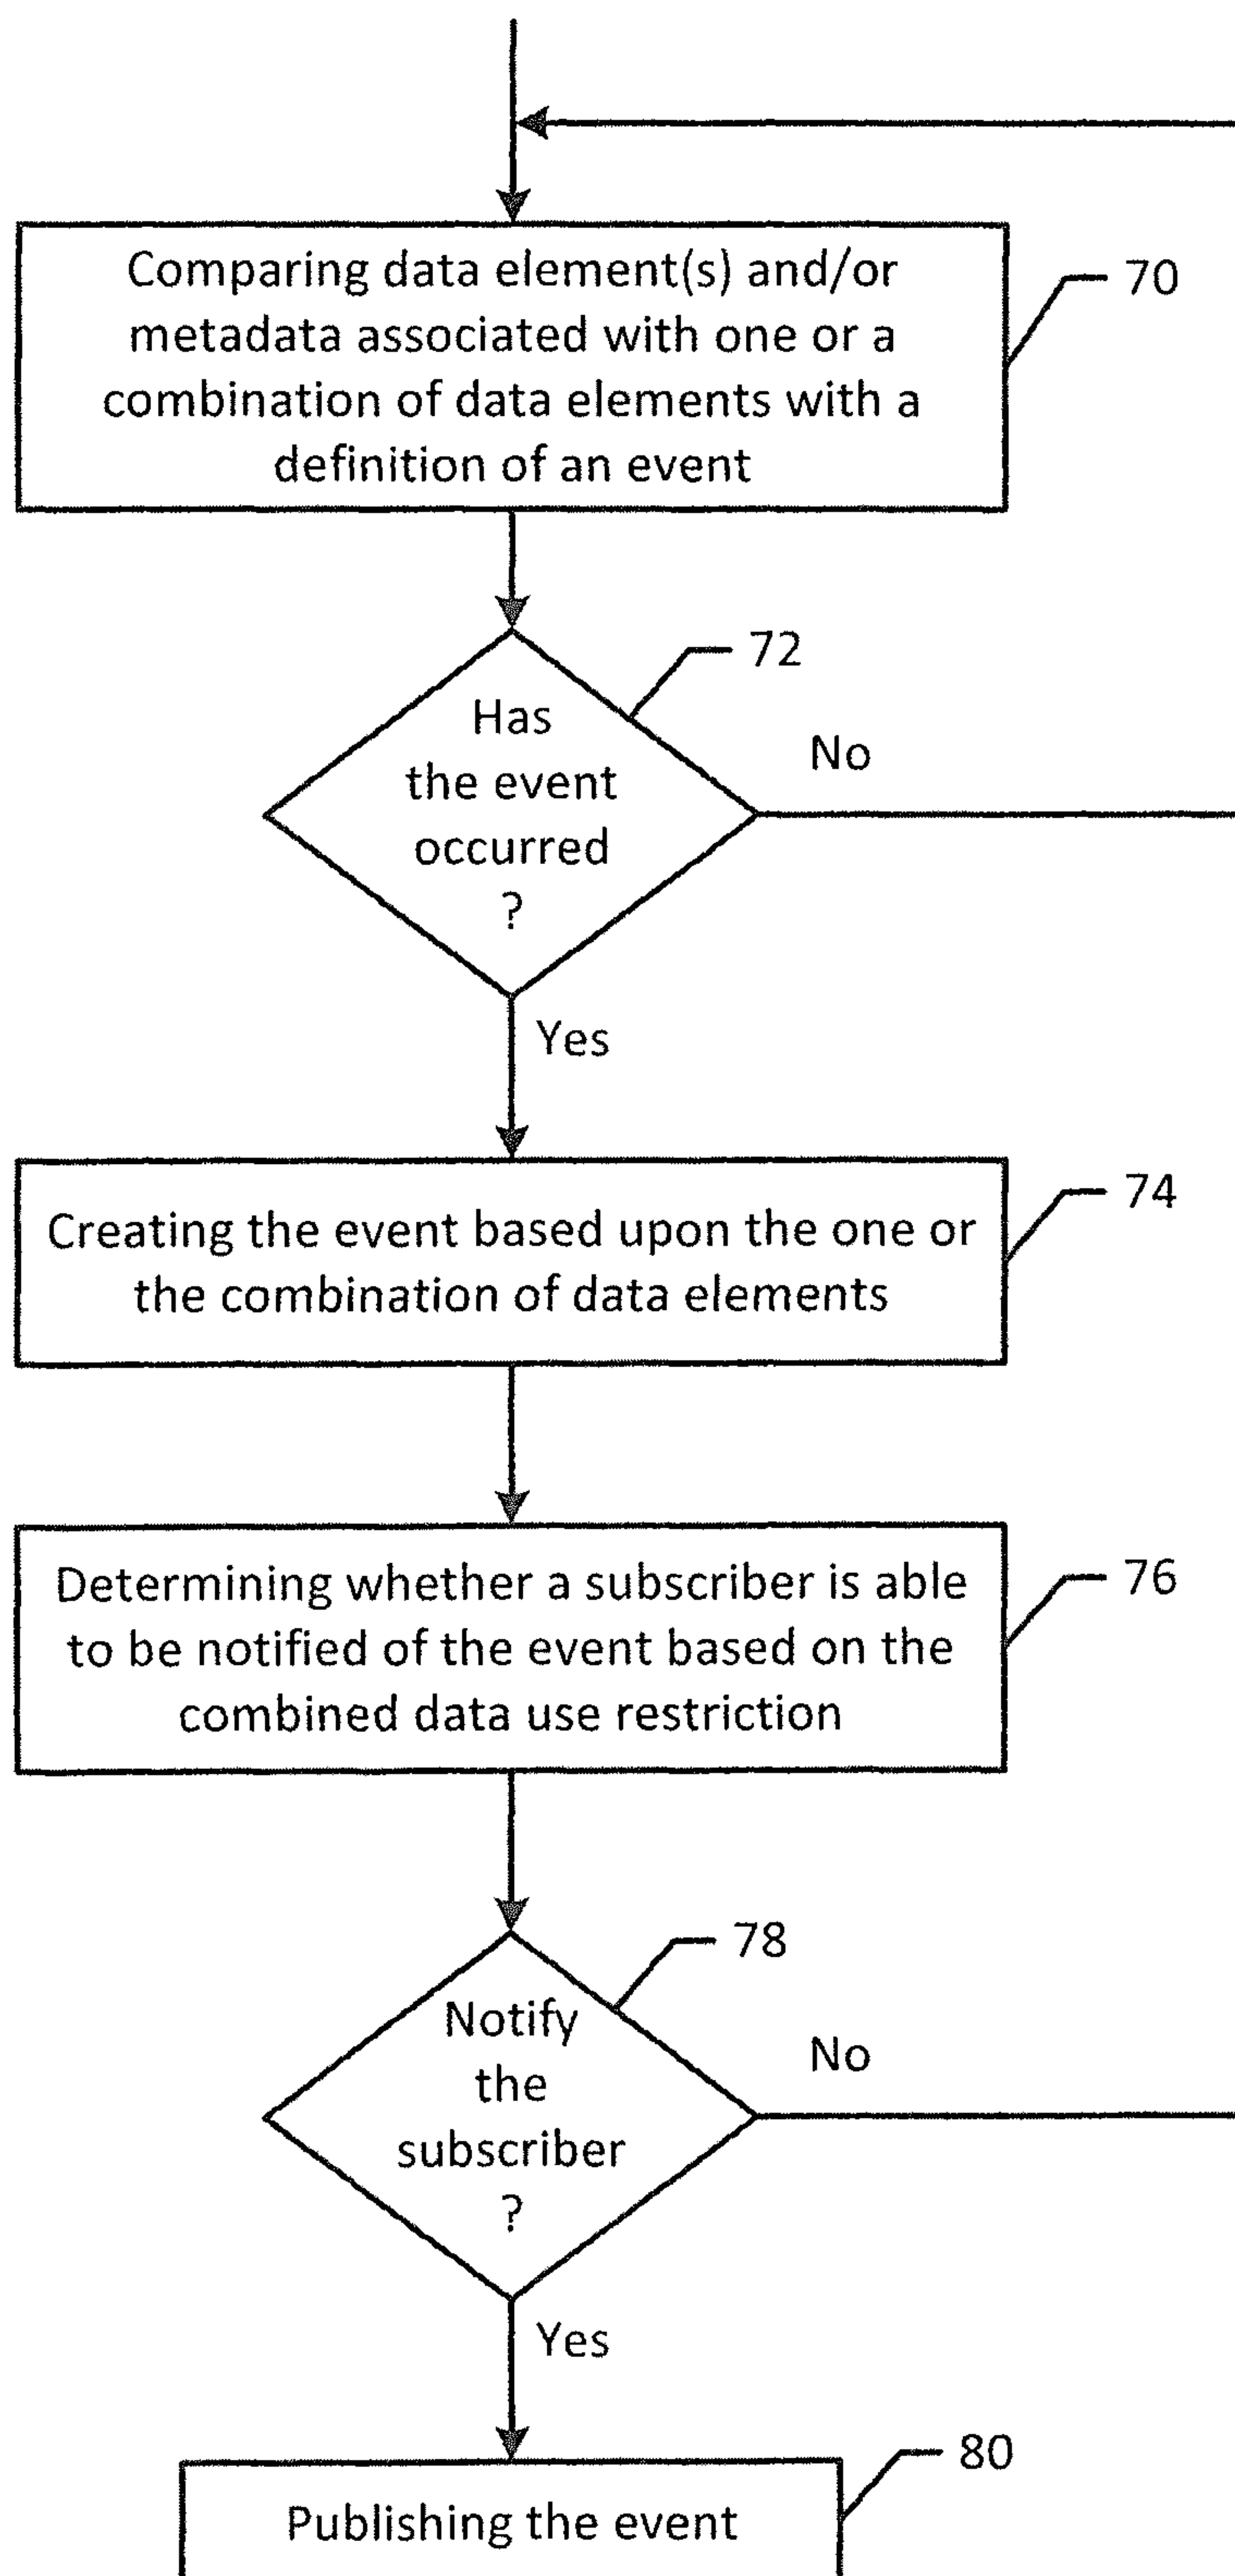 Comparing data element(s) and/or
metadata associated with one or a
combination of data elements with a
definition of an event
70
72
Has
the event
occurred
?
No
Yes
74
Creating the event based upon the one or
the combination of data elements
76
Determining whether a subscriber is able
to be notified of the event based on the
combined data use restriction
78
Notify
the
subscriber
?
No
Yes
80
Publishing the event